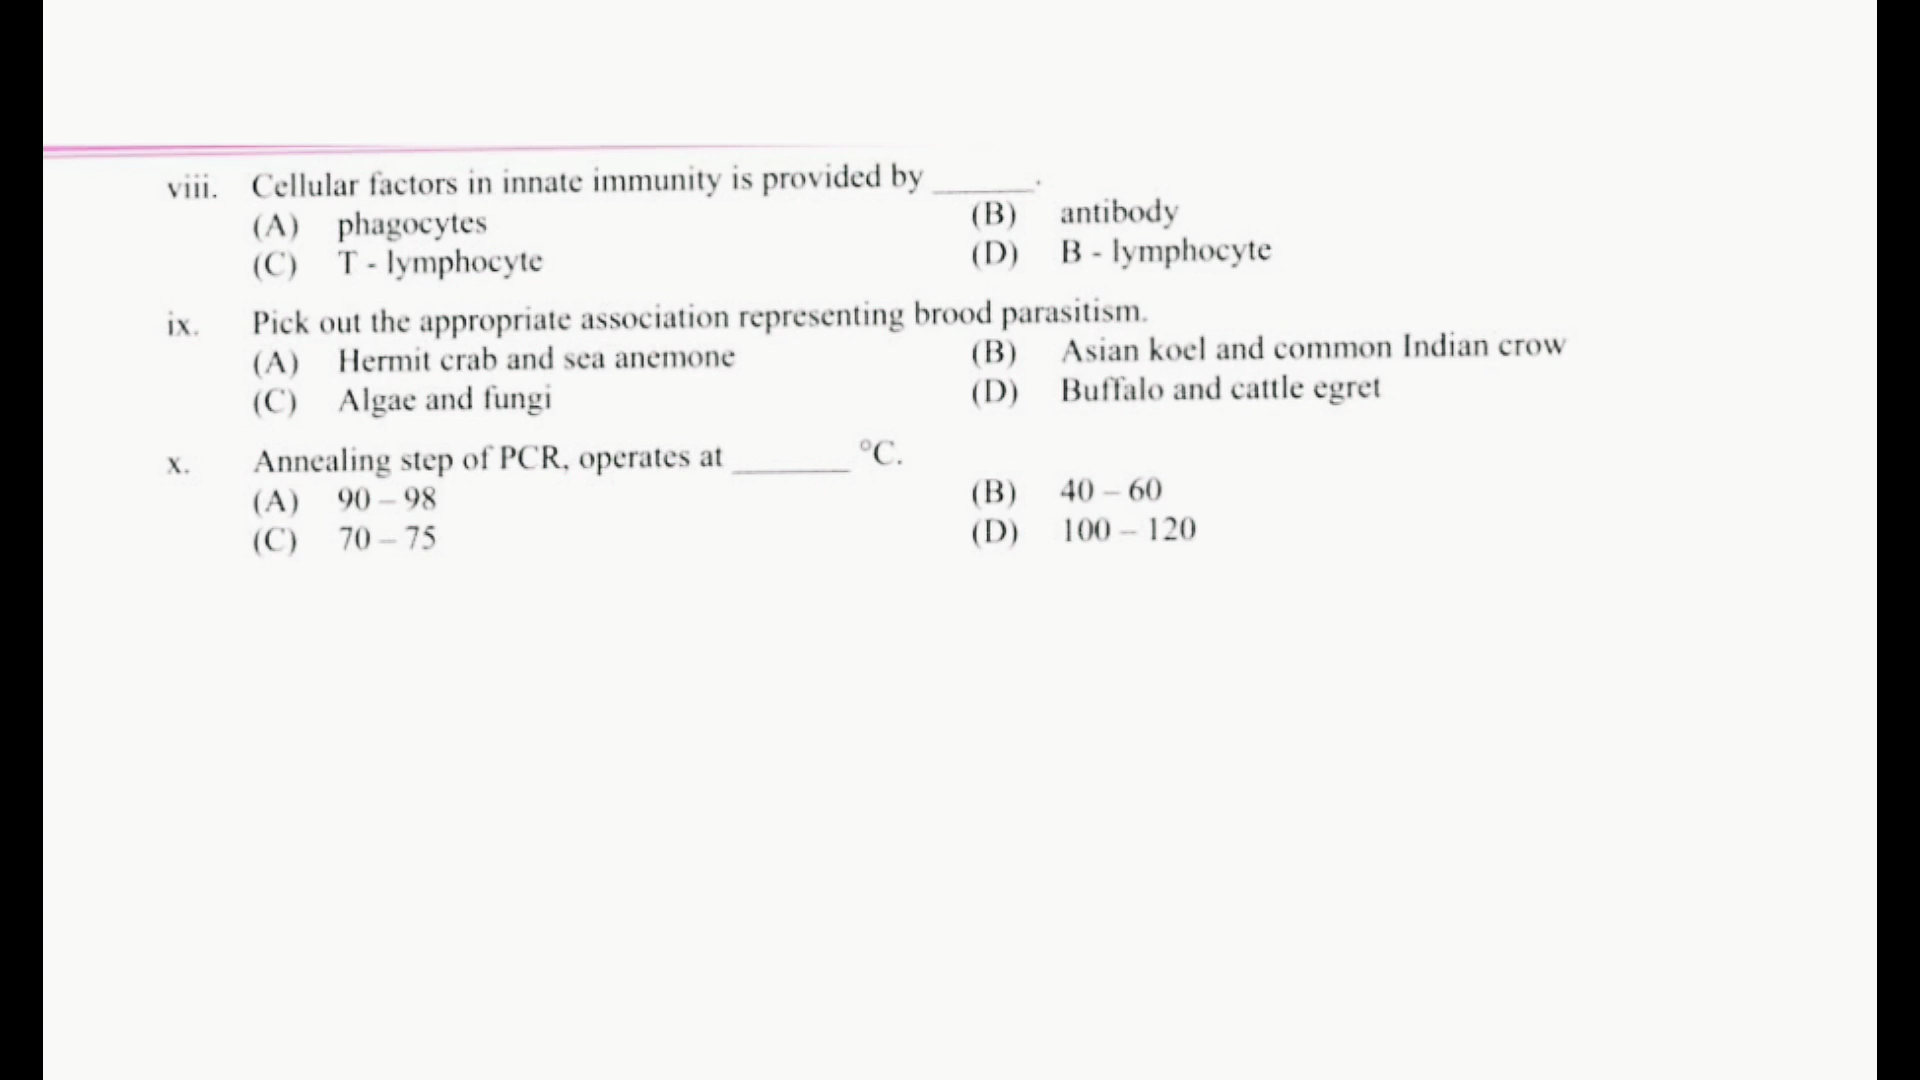 viii. Cellular factors in innate immunity is provided by ______.
(A) phagocytes (B) antibody
(C) T - lymphocyte (D) B - lymphocyte
ix. Pick out the appropriate association representing brood parasitism.
(A) Hermit crab and sea anemone (B) Asian koel and common Indian crow
(C) Algae and fungi (D) Buffalo and cattle egret
x. Annealing step of PCR, operates at _______ °C.
(A) 90 – 98 (B) 40 – 60
(C) 70 – 75 (D) 100 – 120